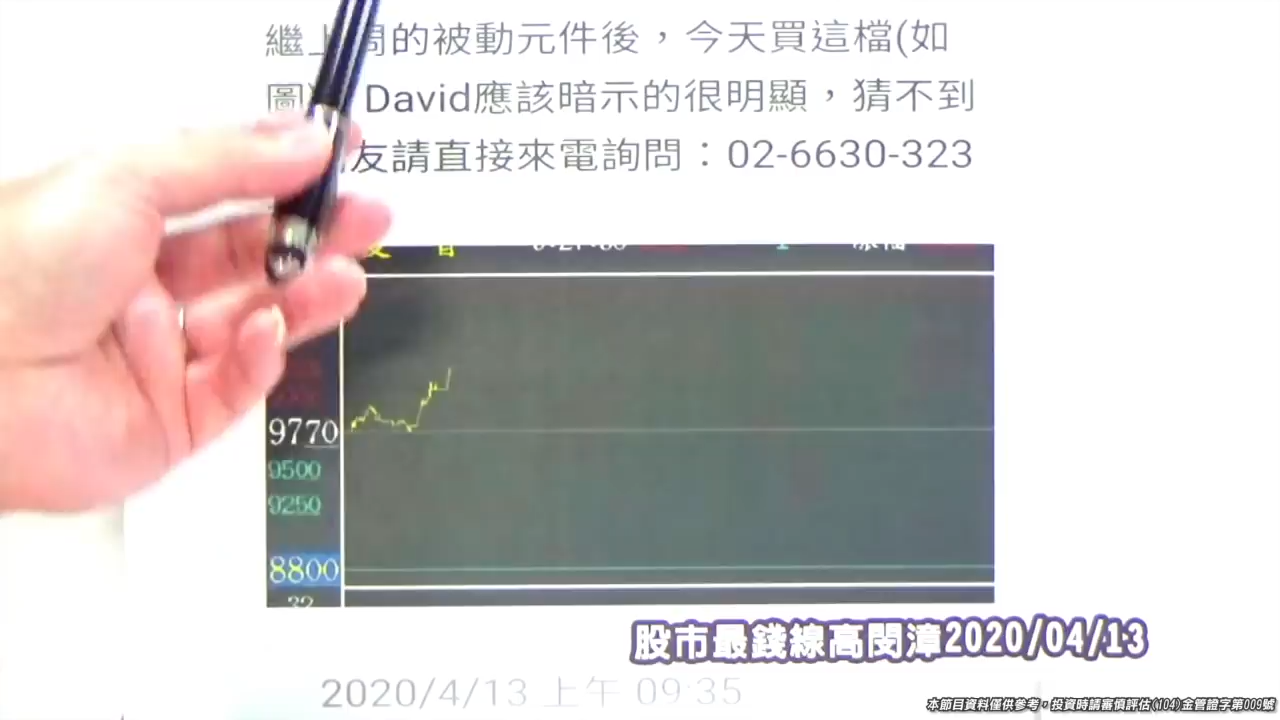 繼上周的被動元件後，今天買這檔(如
圖) David應該暗示的很明顯，猜不到
友請直接來電詢問：02-6630-323
9770
9500
9250
8800
股市最錢線高閔漳2020/04/13
2020/4/13 上午 09:35
本節目資料僅供參考，投資時請審慎評估(104)金管證字第009號